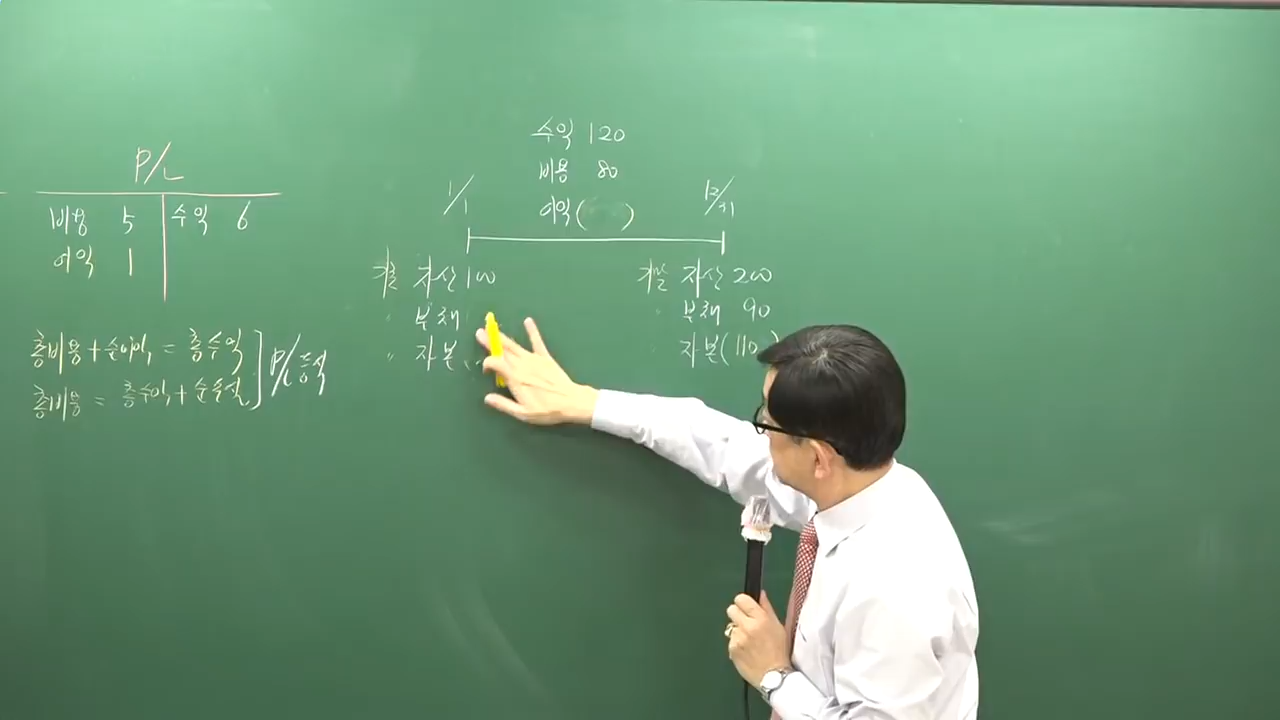 P/L
비용 5 수익 6
이익 1
총비용 + 순이익 = 총수익
총비용 = 총수익 + 순손실
P/L 등식
수익 120
비용 80
이익 ( )
1/1
12/31
기초 자산 100
" 부채
" 자본
기말 자산 200
" 부채 90
" 자본 (110)